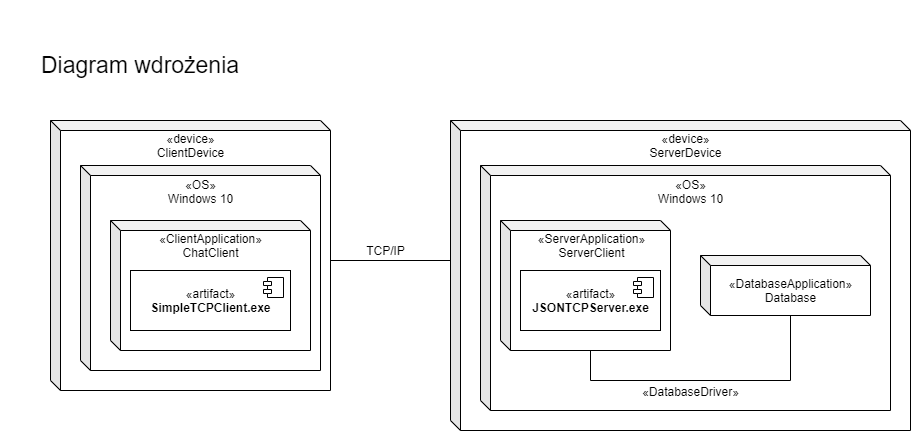 Diagram wdrożenia
«device»
ClientDevice
«OS»
Windows 10
«ClientApplication»
ChatClient
«artifact»
SimpleTCPClient.exe
TCP/IP
«device»
ServerDevice
«OS»
Windows 10
«ServerApplication»
ServerClient
«artifact»
JSONTCPServer.exe
«DatabaseApplication»
Database
«DatabaseDriver»